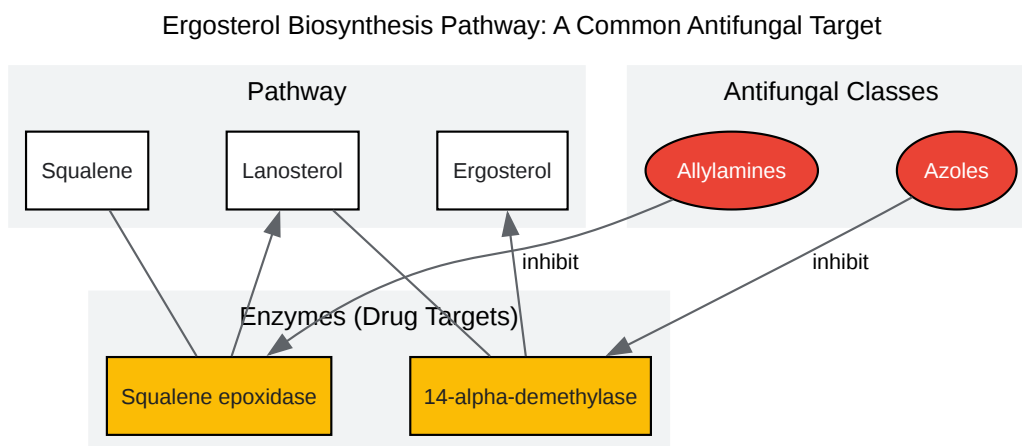 Ergosterol Biosynthesis Pathway: A Common Antifungal Target
Pathway
Antifungal Classes
Squalene
Lanosterol
Ergosterol
Allylamines
Azoles
inhibit
inhibit
Enzymes (Drug Targets)
Squalene epoxidase
14-alpha-demethylase